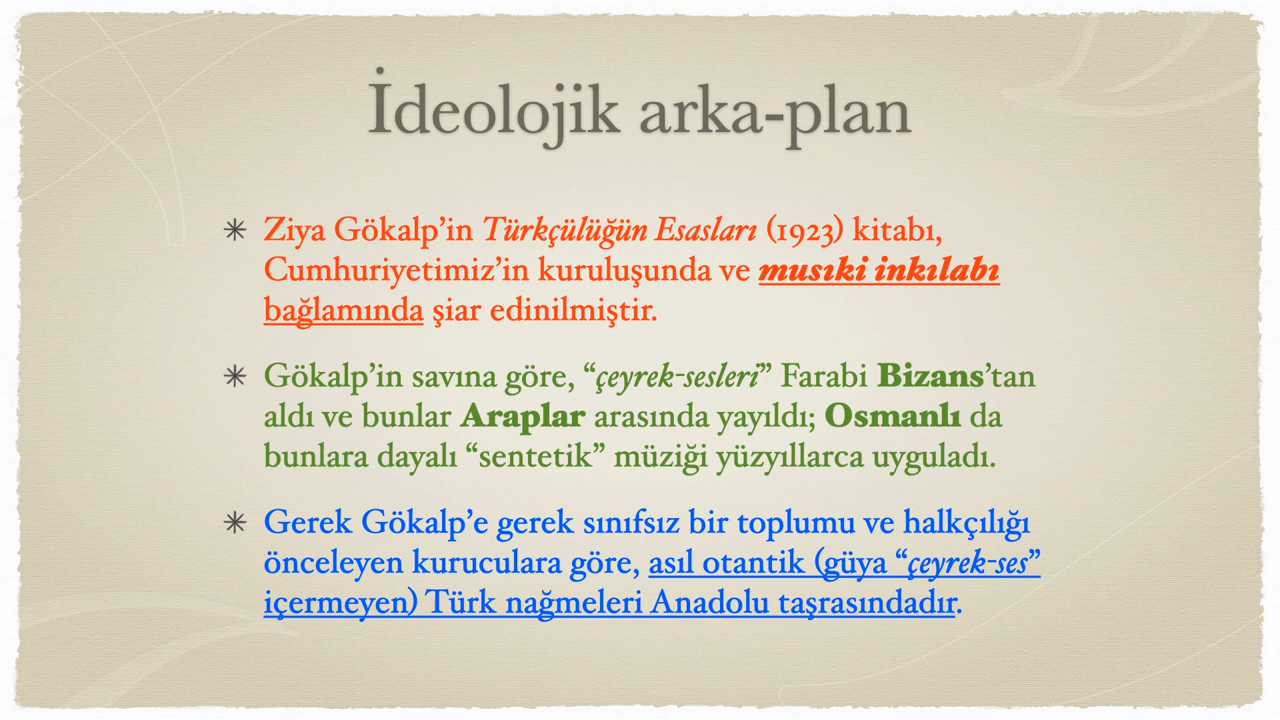 İdeolojik arka-plan
Ziya Gökalp’in Türkçülüğün Esasları (1923) kitabı,
Cumhuriyetimiz’in kuruluşunda ve musıki inkılabı
bağlamında şiar edinilmiştir.
Gökalp’in savına göre, “çeyrek-sesleri” Farabi Bizans’tan
aldı ve bunlar Araplar arasında yayıldı; Osmanlı da
bunlara dayalı “sentetik” müziği yüzyıllarca uyguladı.
Gerek Gökalp’e gerek sınıfsız bir toplumu ve halkçılığı
önceleyen kuruculara göre, asıl otantik (güya “çeyrek-ses”
içermeyen) Türk nağmeleri Anadolu taşrasındadır.